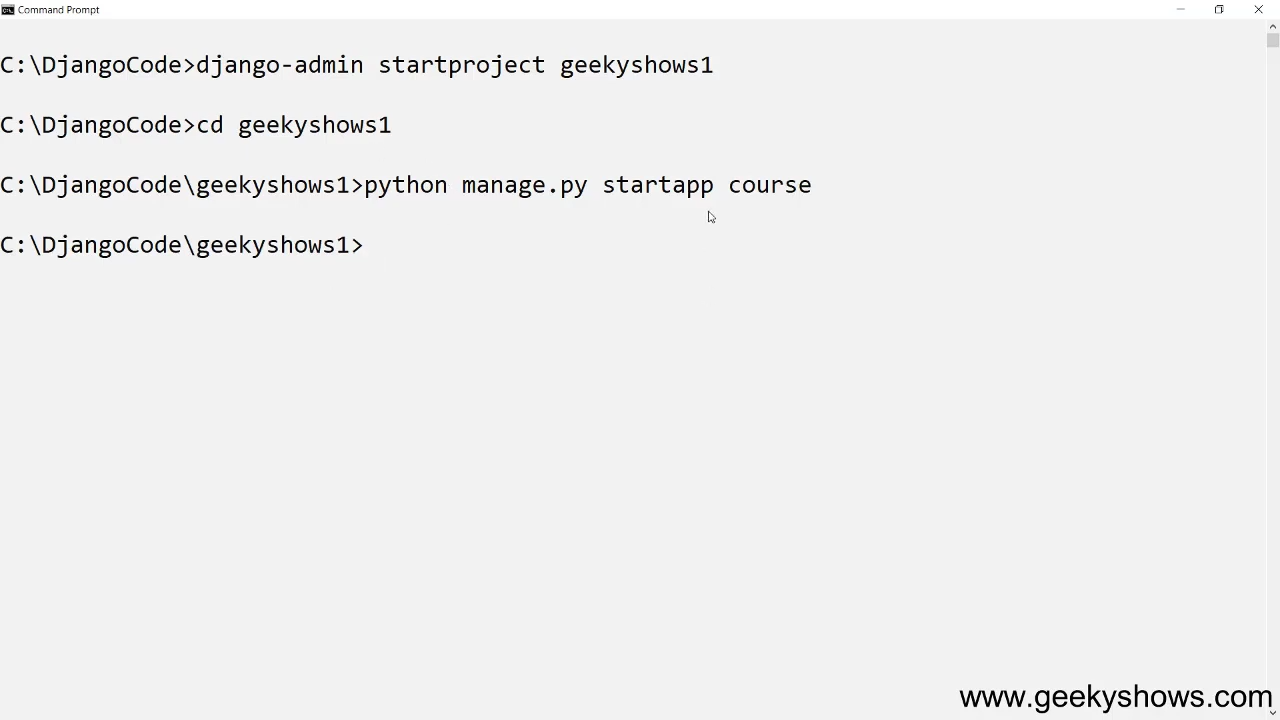 Command Prompt
C:\DjangoCode>django-admin startproject geekyshows1
C:\DjangoCode>cd geekyshows1
C:\DjangoCode\geekyshows1>python manage.py startapp course
C:\DjangoCode\geekyshows1>
www.geekyshows.com